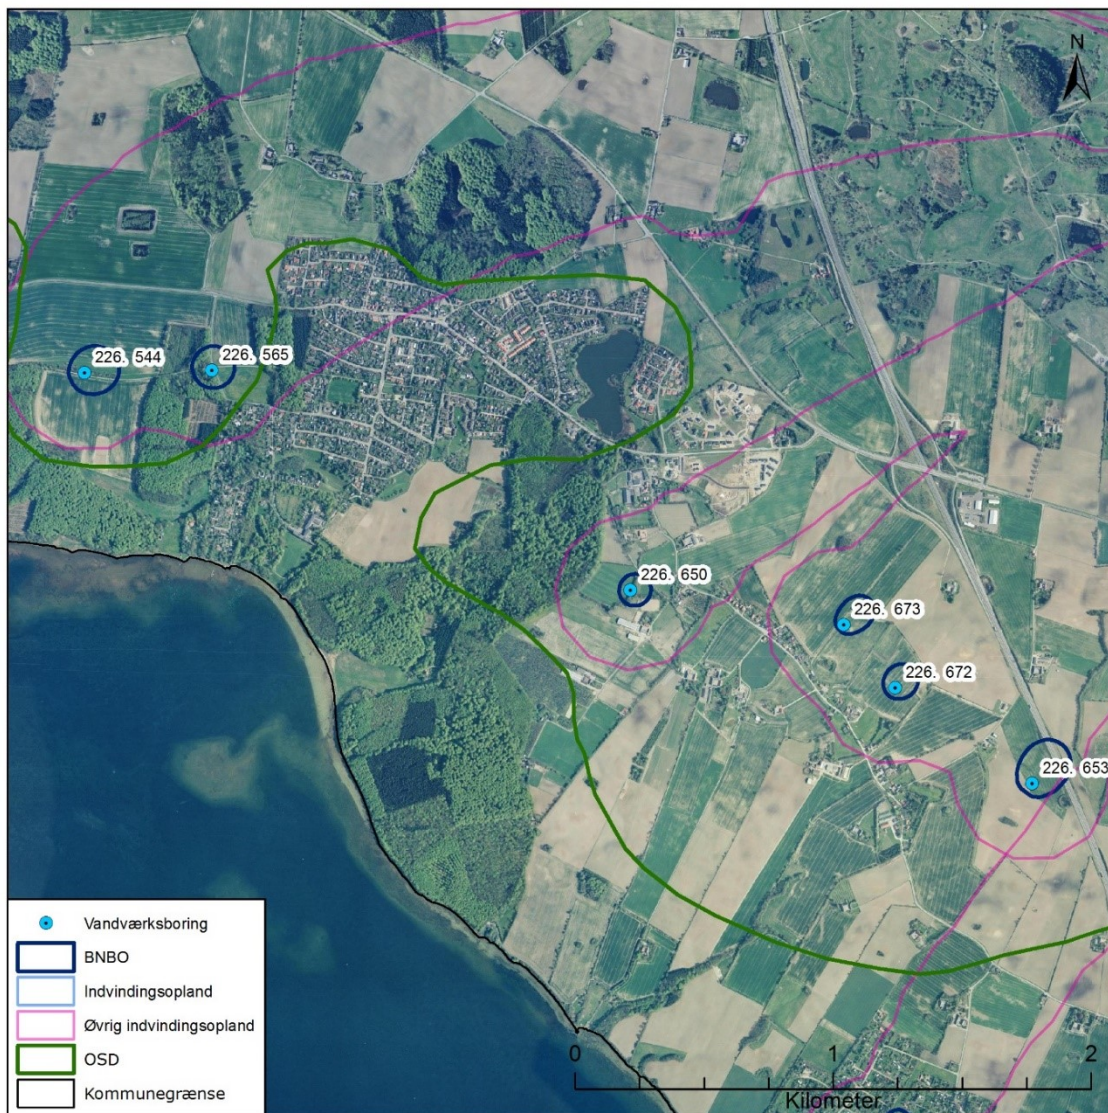 N
226. 544
226. 565
226. 650
226. 673
226. 672
226. 653
Vandværksboring
BNBO
Indvindingsopland
Øvrig indvindingsopland
OSD
Kommunegrænse
0 1 2
Kilometer